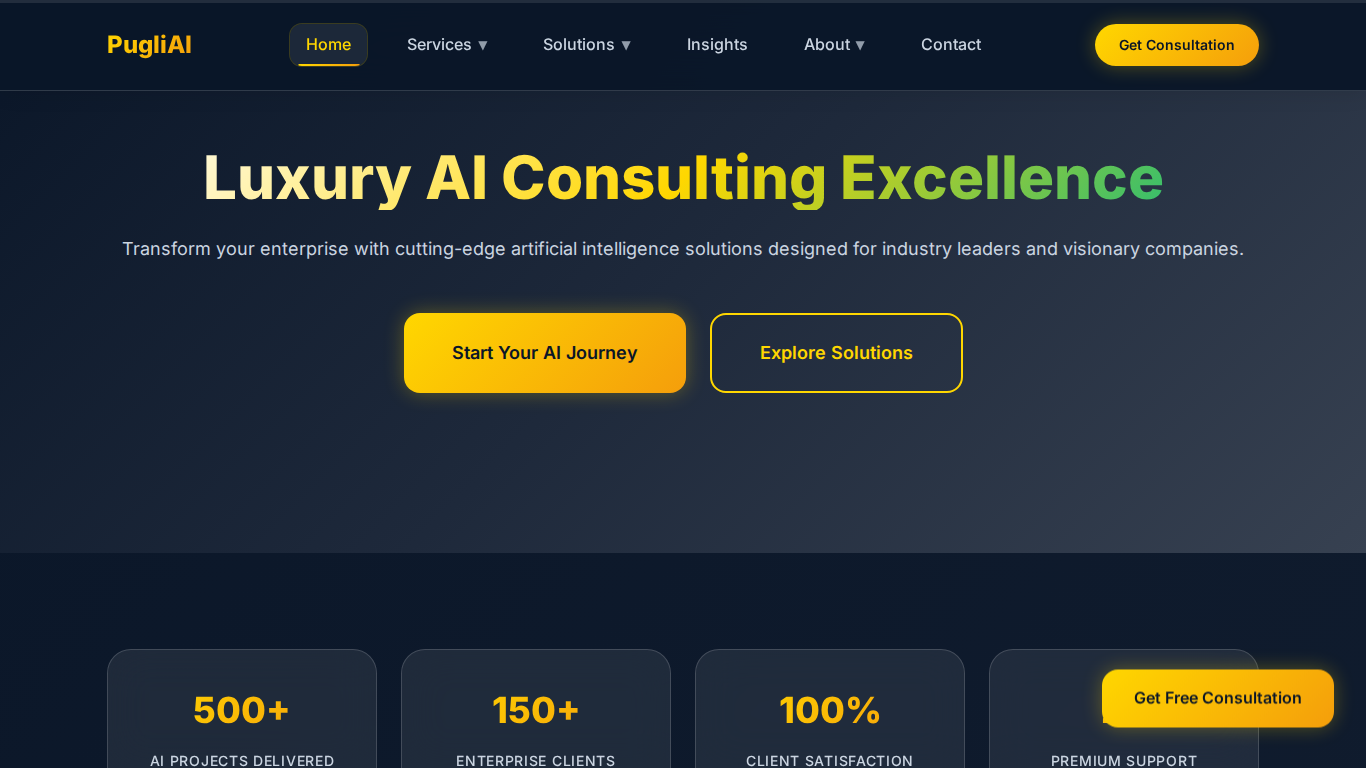 PugliAI
Home
Services ▼
Solutions ▼
Insights
About ▼
Contact
Get Consultation
Luxury AI Consulting Excellence
Transform your enterprise with cutting-edge artificial intelligence solutions designed for industry leaders and visionary companies.
Start Your AI Journey
Explore Solutions
500+
AI PROJECTS DELIVERED
150+
ENTERPRISE CLIENTS
100%
CLIENT SATISFACTION
PREMIUM SUPPORT
Get Free Consultation